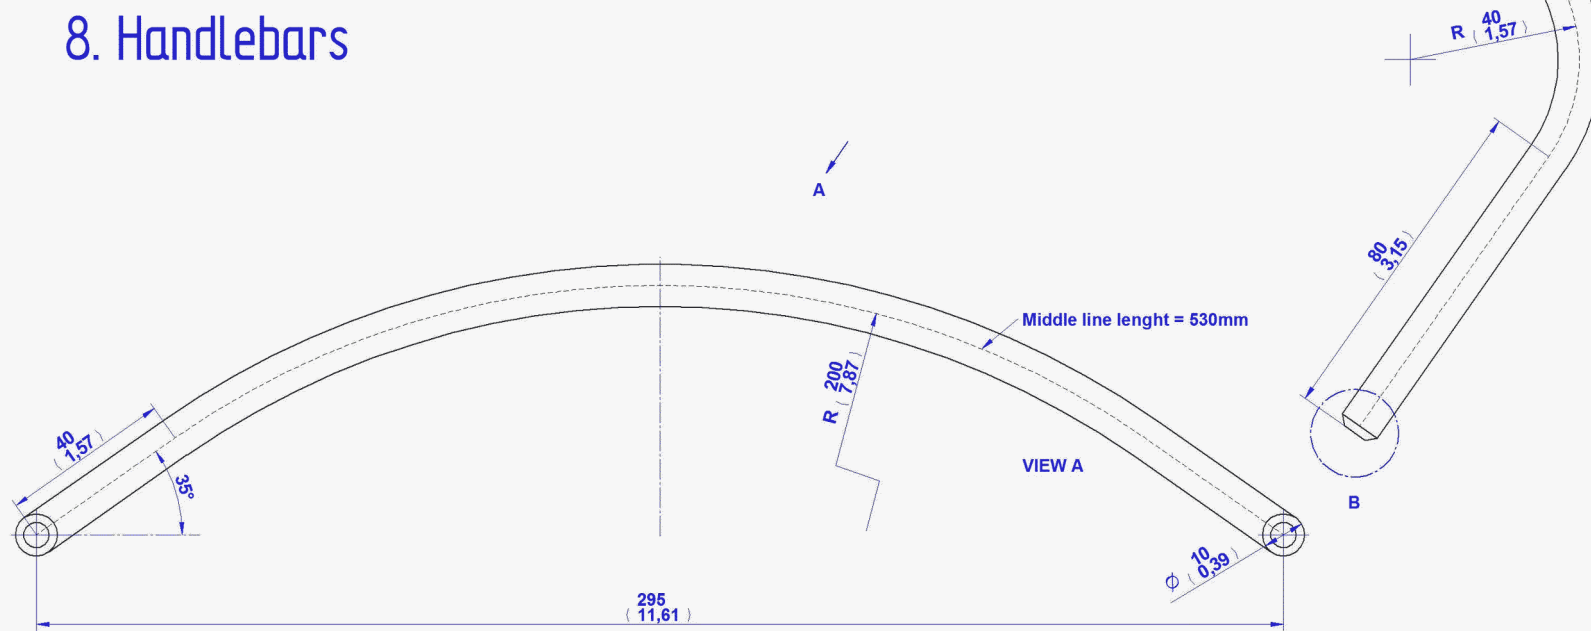 8. Handlebars
R ( 40
1,57 )
A
80
( 3,15 )
Middle line lenght = 530mm
R ( 200
7,87 )
40
( 1,57 )
35°
VIEW A
B
Ø ( 10
0,39 )
295
( 11,61 )